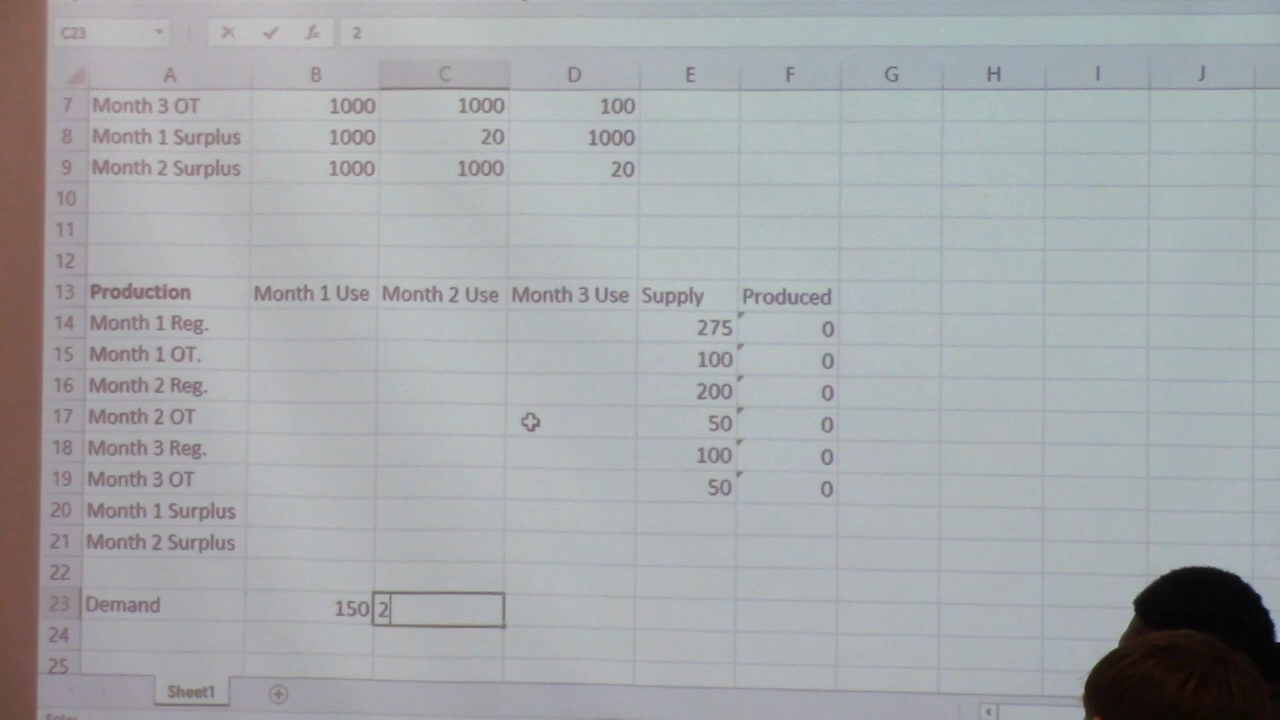 C23 fx 2
A B C D E F G H I J
7 Month 3 OT 1000 1000 100
8 Month 1 Surplus 1000 20 1000
9 Month 2 Surplus 1000 1000 20
10
11
12
13 Production Month 1 Use Month 2 Use Month 3 Use Supply Produced
14 Month 1 Reg. 275 0
15 Month 1 OT. 100 0
16 Month 2 Reg. 200 0
17 Month 2 OT 50 0
18 Month 3 Reg. 100 0
19 Month 3 OT 50 0
20 Month 1 Surplus
21 Month 2 Surplus
22
23 Demand 150 2
24
25
Sheet1
Enter